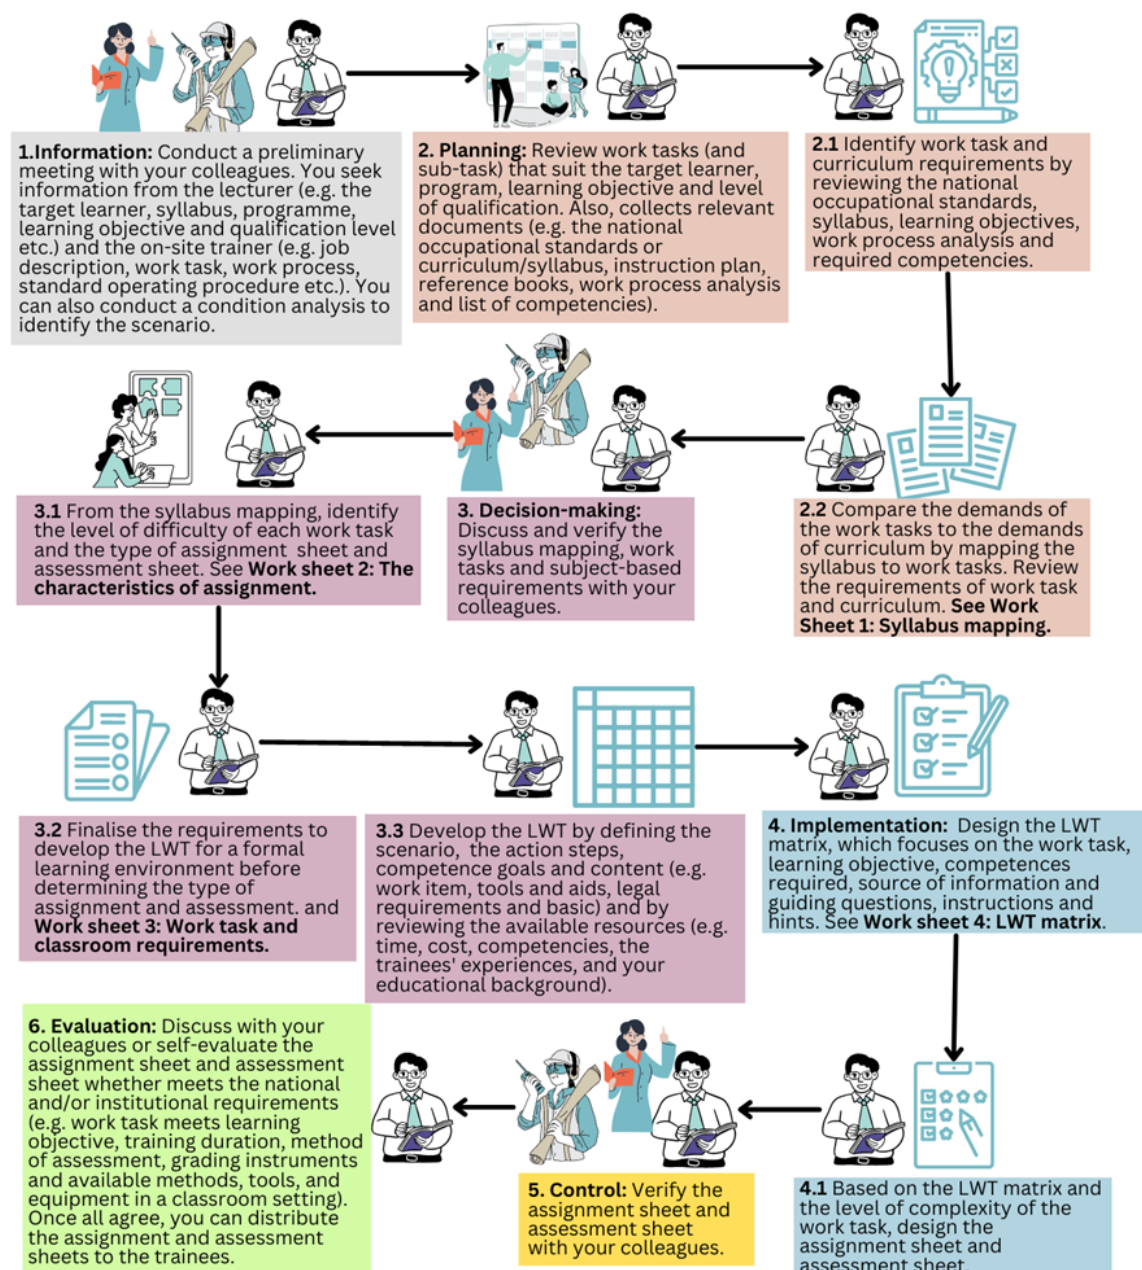 1.Information: Conduct a preliminary
meeting with your colleagues. You seek
information from the lecturer (e.g. the
target learner, syllabus, programme,
learning objective and qualification level
etc.) and the on-site trainer (e.g. job
description, work task, work process,
standard operating procedure etc.). You
can also conduct a condition analysis to
identify the scenario.
2. Planning: Review work tasks (and
sub-task) that suit the target learner,
program, learning objective and level
of qualification. Also, collects relevant
documents (e.g. the national
occupational standards or
curriculum/syllabus, instruction plan,
reference books, work process analysis
and list of competencies).
2.1 Identify work task and
curriculum requirements by
reviewing the national
occupational standards,
syllabus, learning objectives,
work process analysis and
required competencies.
2.2 Compare the demands of
the work tasks to the demands
of curriculum by mapping the
syllabus to work tasks. Review
the requirements of work task
and curriculum. See Work
Sheet 1: Syllabus mapping.
3. Decision-making:
Discuss and verify the
syllabus mapping, work
tasks and subject-based
requirements with your
colleagues.
3.1 From the syllabus mapping, identify
the level of difficulty of each work task
and the type of assignment sheet and
assessment sheet. See Work sheet 2: The
characteristics of assignment.
3.2 Finalise the requirements to
develop the LWT for a formal
learning environment before
determining the type of
assignment and assessment. and
Work sheet 3: Work task and
classroom requirements.
3.3 Develop the LWT by defining the
scenario, the action steps,
competence goals and content (e.g.
work item, tools and aids, legal
requirements and basic) and by
reviewing the available resources (e.g.
time, cost, competencies, the
trainees' experiences, and your
educational background).
4. Implementation: Design the LWT
matrix, which focuses on the work task,
learning objective, competences
required, source of information and
guiding questions, instructions and
hints. See Work sheet 4: LWT matrix.
4.1 Based on the LWT matrix and
the level of complexity of the
work task, design the
assignment sheet and
assessment sheet.
5. Control: Verify the
assignment sheet and
assessment sheet
with your colleagues.
6. Evaluation: Discuss with your
colleagues or self-evaluate the
assignment sheet and assessment
sheet whether meets the national
and/or institutional requirements
(e.g. work task meets learning
objective, training duration, method
of assessment, grading instruments
and available methods, tools, and
equipment in a classroom setting).
Once all agree, you can distribute
the assignment and assessment
sheets to the trainees.